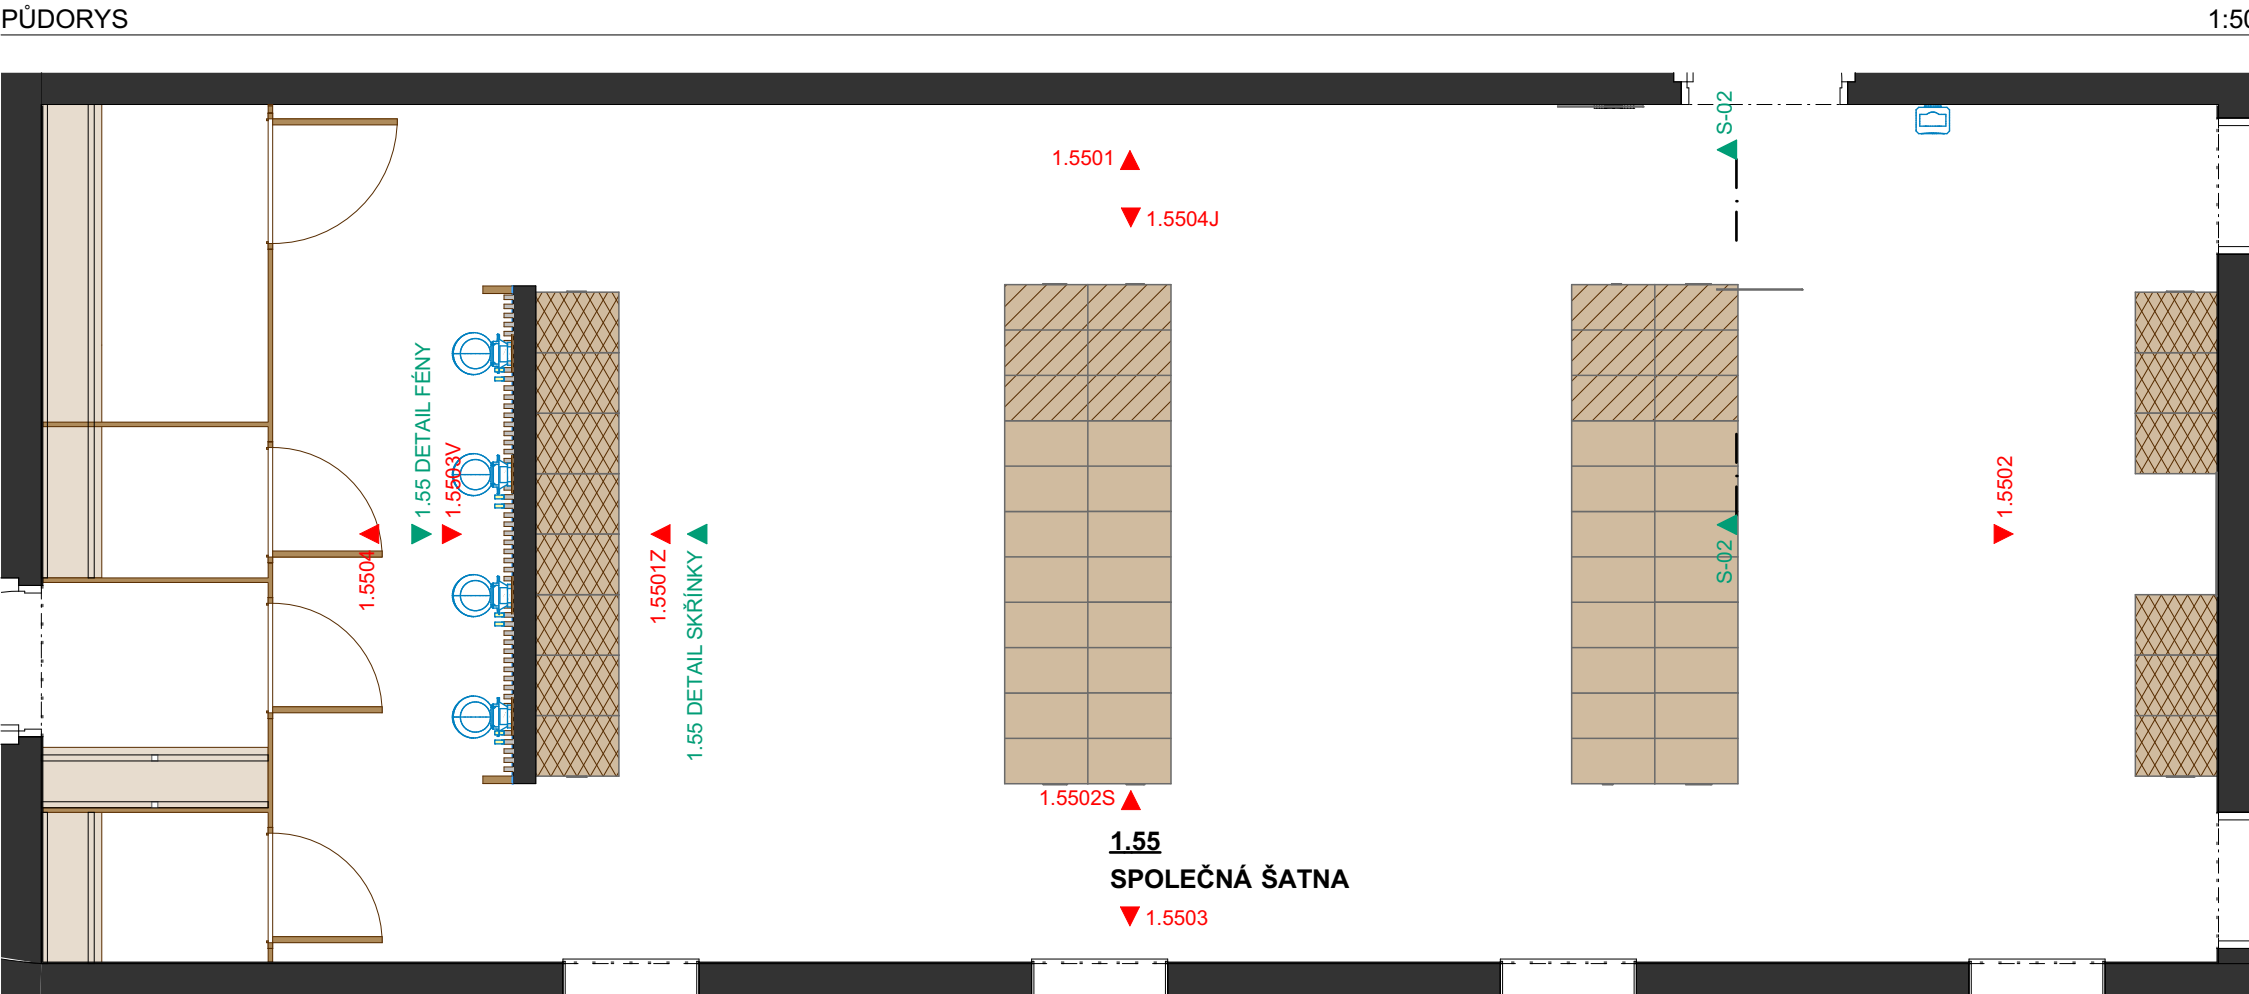 PŮDORYS
1:50
S-02
1.5501
1.5504J
1.55 DETAIL FÉNY
1.5503V
1.5502
1.5504
1.5501Z
1.55 DETAIL SKŘÍNKY
S-02
1.5502S
1.55
SPOLEČNÁ ŠATNA
1.5503